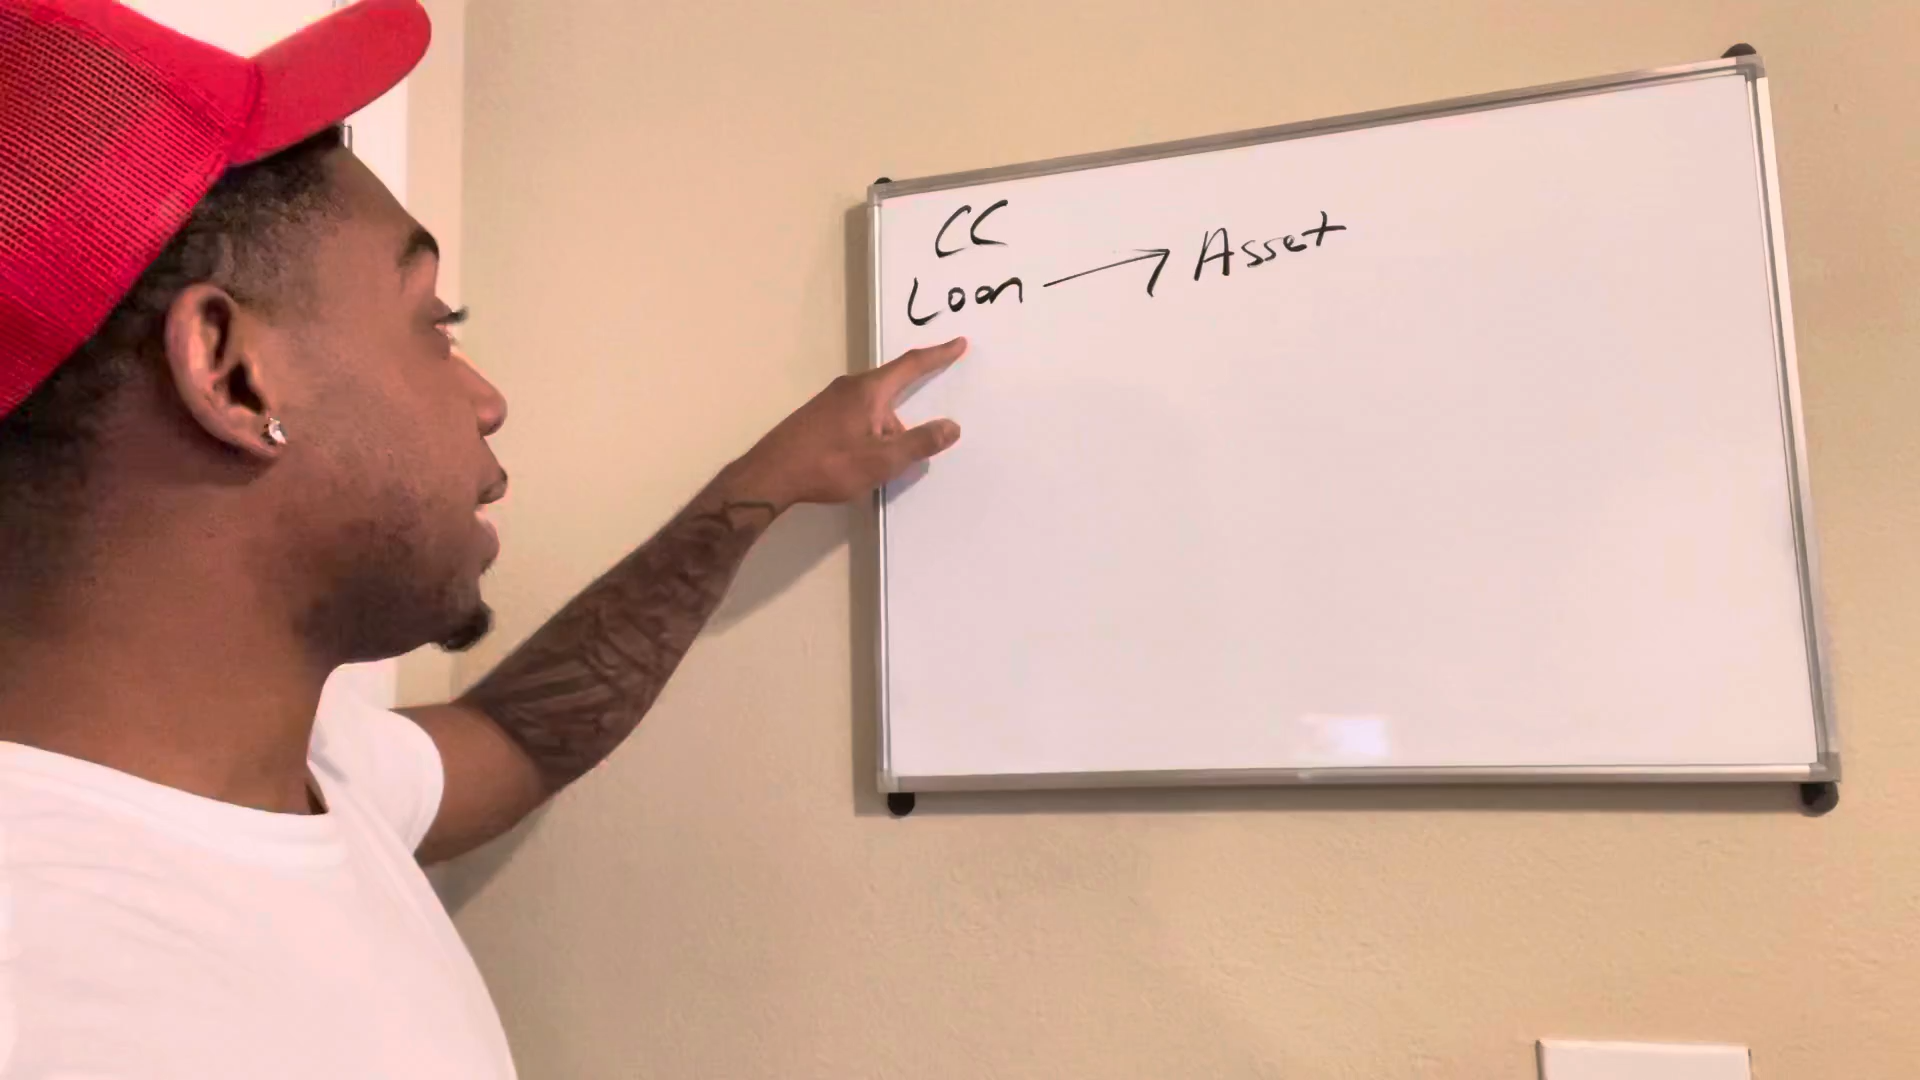 CC
Loan → Asset